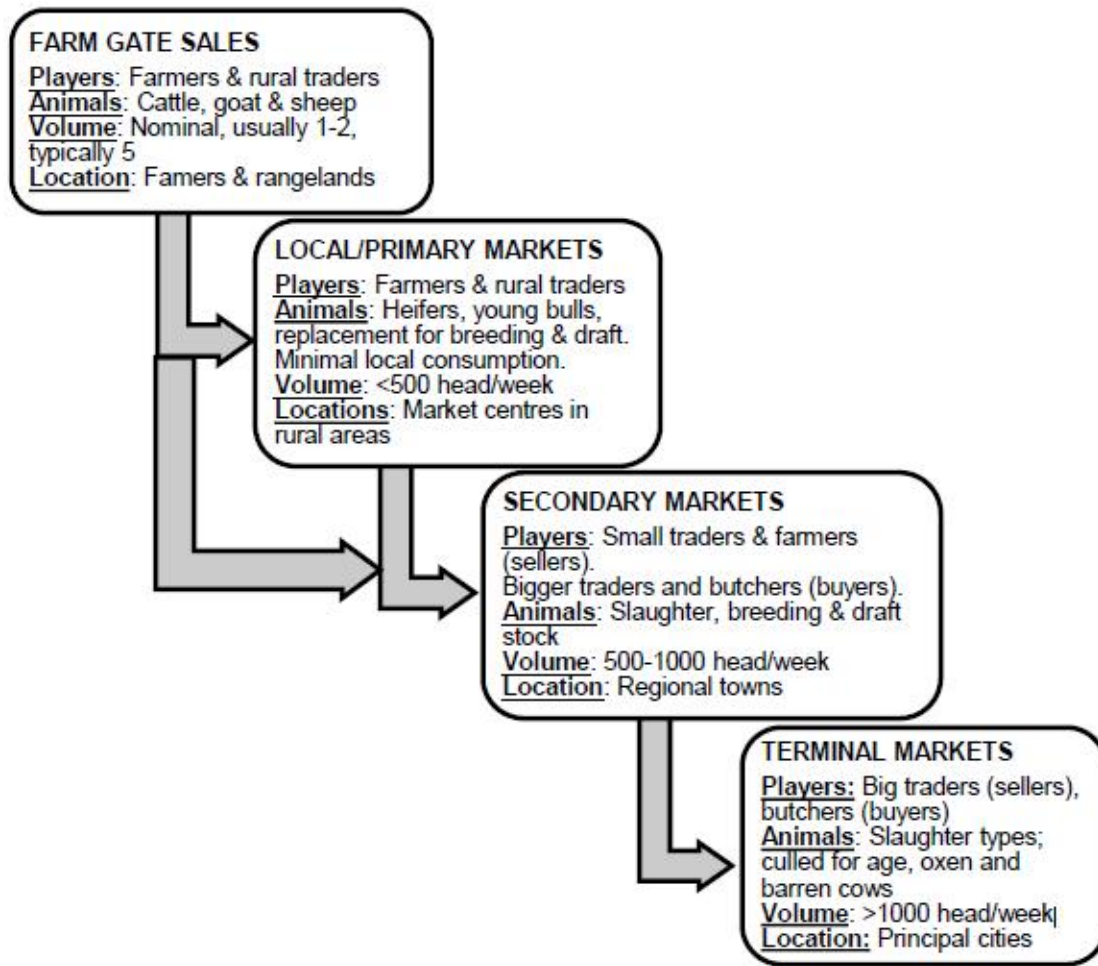 FARM GATE SALES
Players: Farmers & rural traders
Animals: Cattle, goat & sheep
Volume: Nominal, usually 1-2,
typically 5
Location: Famers & rangelands
LOCAL/PRIMARY MARKETS
Players: Farmers & rural traders
Animals: Heifers, young bulls,
replacement for breeding & draft.
Minimal local consumption.
Volume: <500 head/week
Locations: Market centres in
rural areas
SECONDARY MARKETS
Players: Small traders & farmers
(sellers).
Bigger traders and butchers (buyers).
Animals: Slaughter, breeding & draft
stock
Volume: 500-1000 head/week
Location: Regional towns
TERMINAL MARKETS
Players: Big traders (sellers),
butchers (buyers)
Animals: Slaughter types;
culled for age, oxen and
barren cows
Volume: >1000 head/week
Location: Principal cities